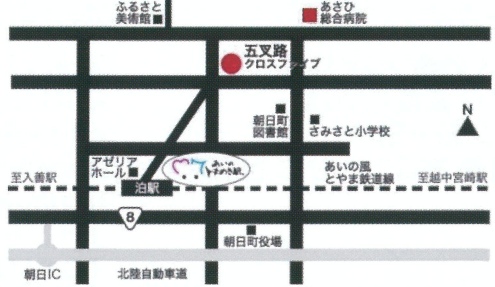 ふるさと
美術館
あさひ
総合病院
五叉路
クロスファイブ
朝日町
図書館
さみさと小学校
N
アゼリア
ホール
あいの
とやま鉄道線
あいの風
至入善駅
泊駅
至越中宮崎駅
8
朝日町役場
朝日IC
北陸自動車道